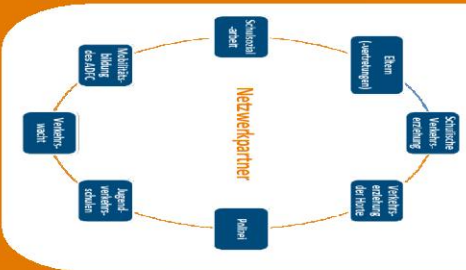 Schulische
Verkehrs-
erziehung
Eltern
(-vertretungen)
Verkehrs-
erziehung
der Horte
Schulsozial
-arbeit
Netzwerkpartner
Polizei
Mobilitäts-
bildung
des ADFC
Jugend-
verkehrs-
schulen
Verkehrs-
wacht